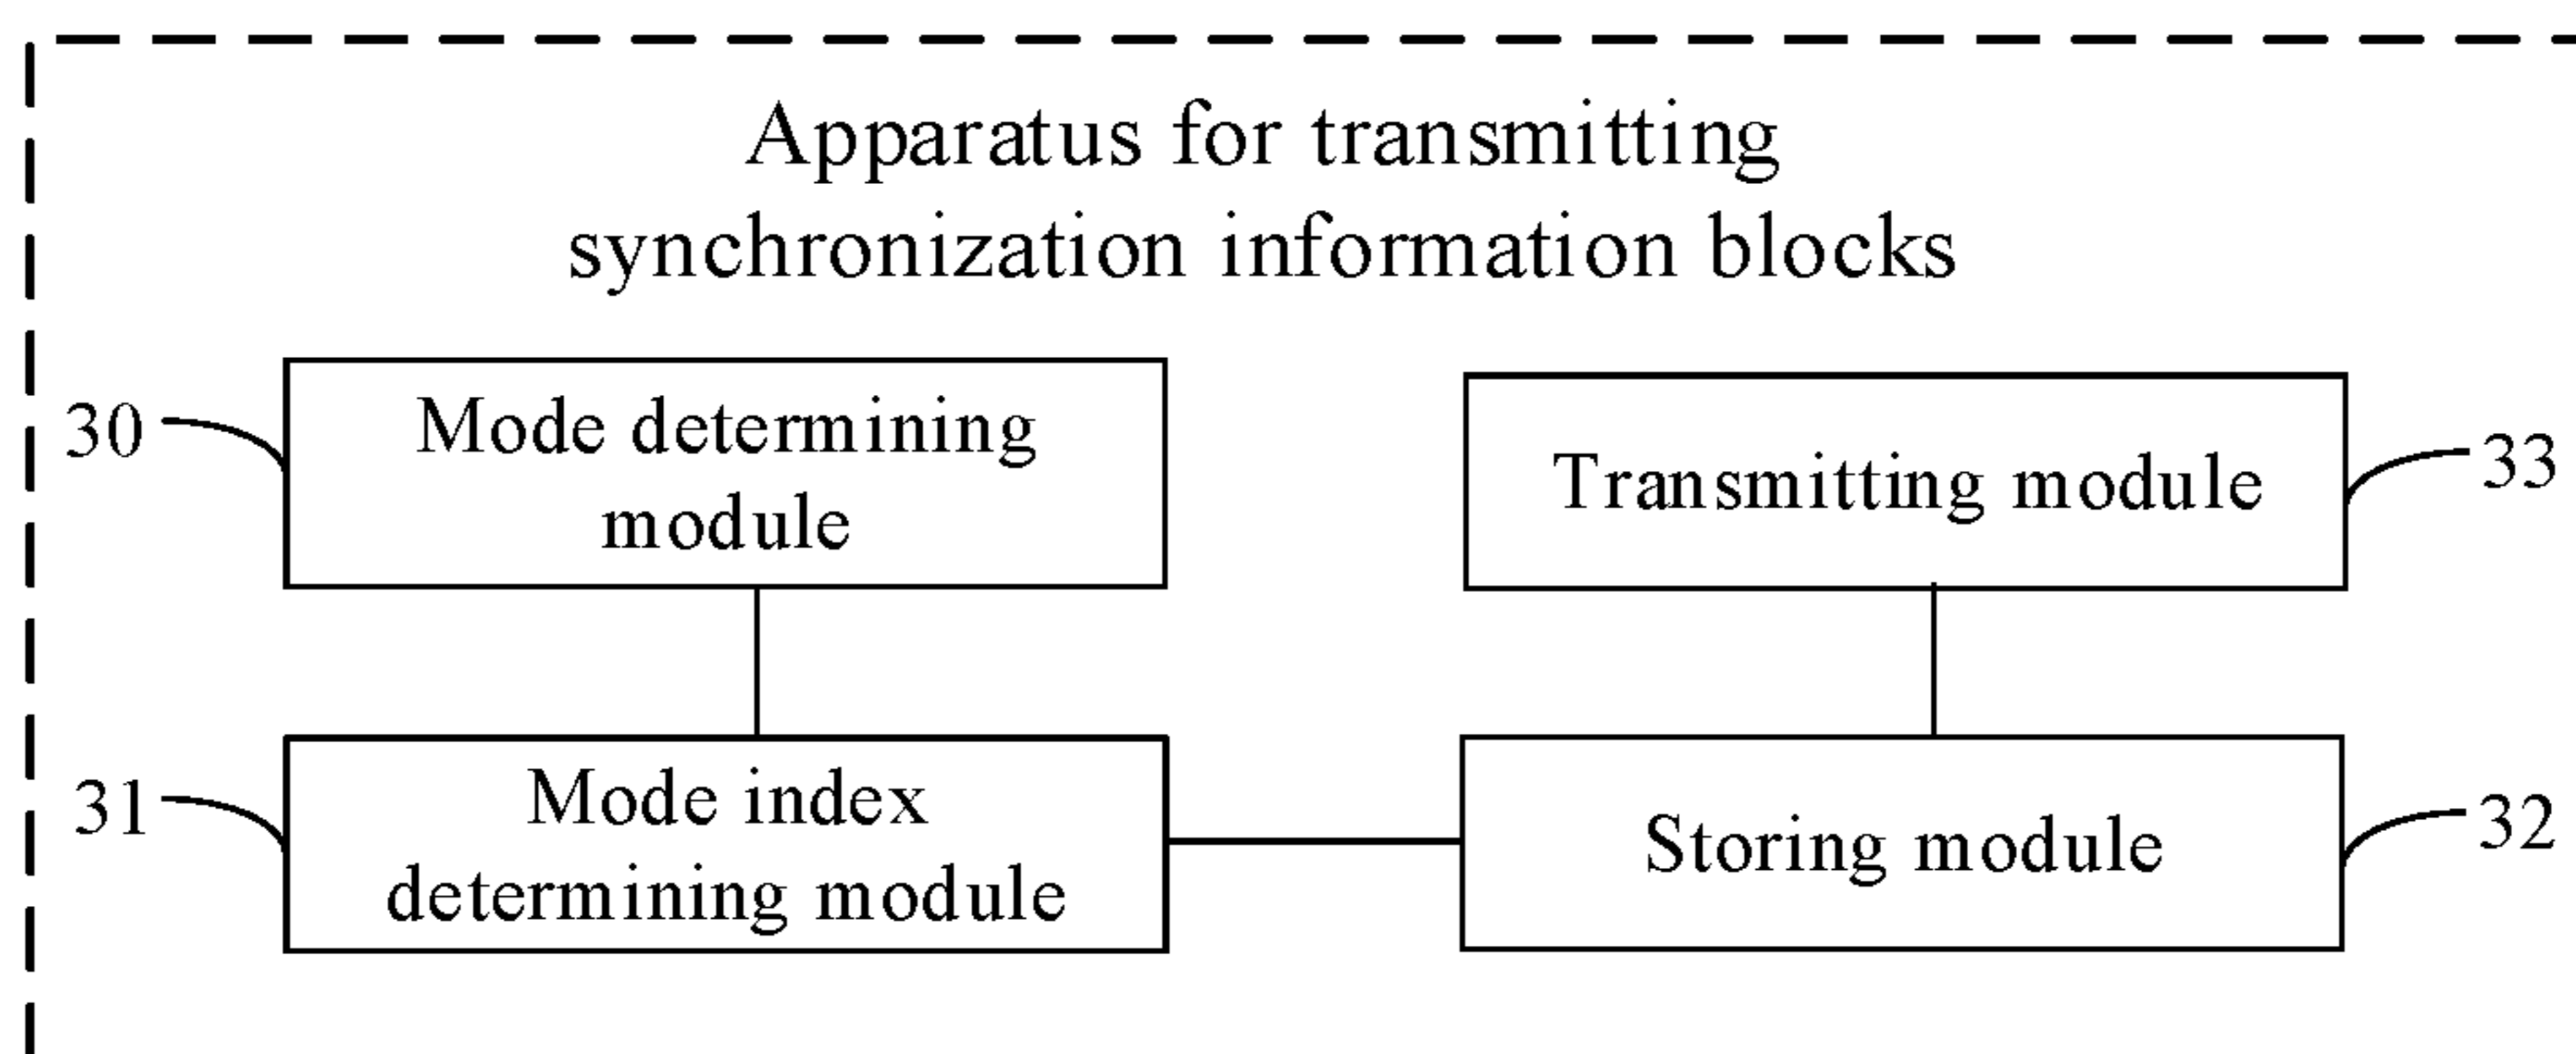 Apparatus for transmitting
synchronization information blocks
30
Mode determining
module
Transmitting module
33
31
Mode index
determining module
Storing module
32